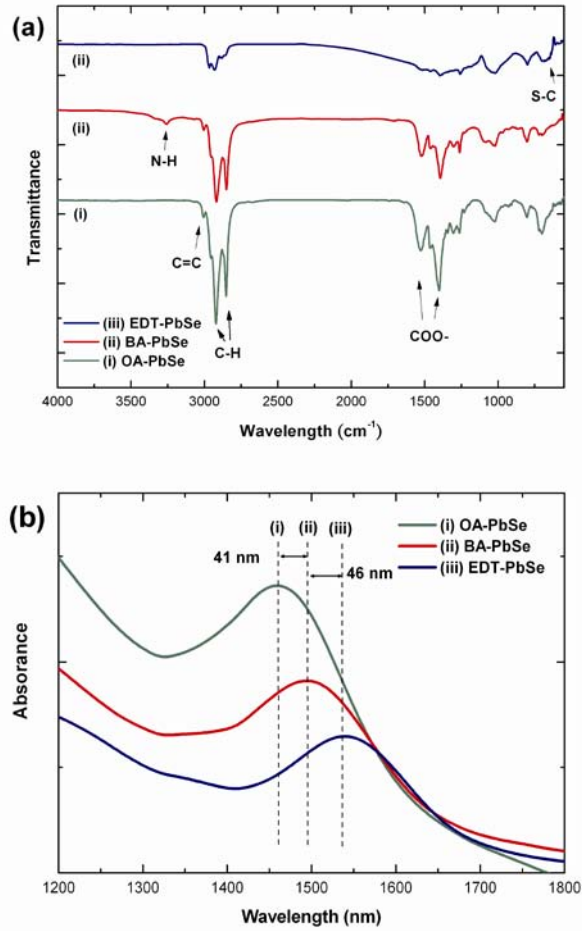 (a)
(ii)
S-C
(ii)
N-H
(i)
C=C
C-H
COO-
(iii) EDT-PbSe
(ii) BA-PbSe
(i) OA-PbSe
Transmittance
4000 3500 3000 2500 2000 1500 1000
Wavelength (cm⁻¹)
(b)
(i) (ii) (iii)
41 nm
46 nm
(i) OA-PbSe
(ii) BA-PbSe
(iii) EDT-PbSe
Absorance
1200 1300 1400 1500 1600 1700 1800
Wavelength (nm)